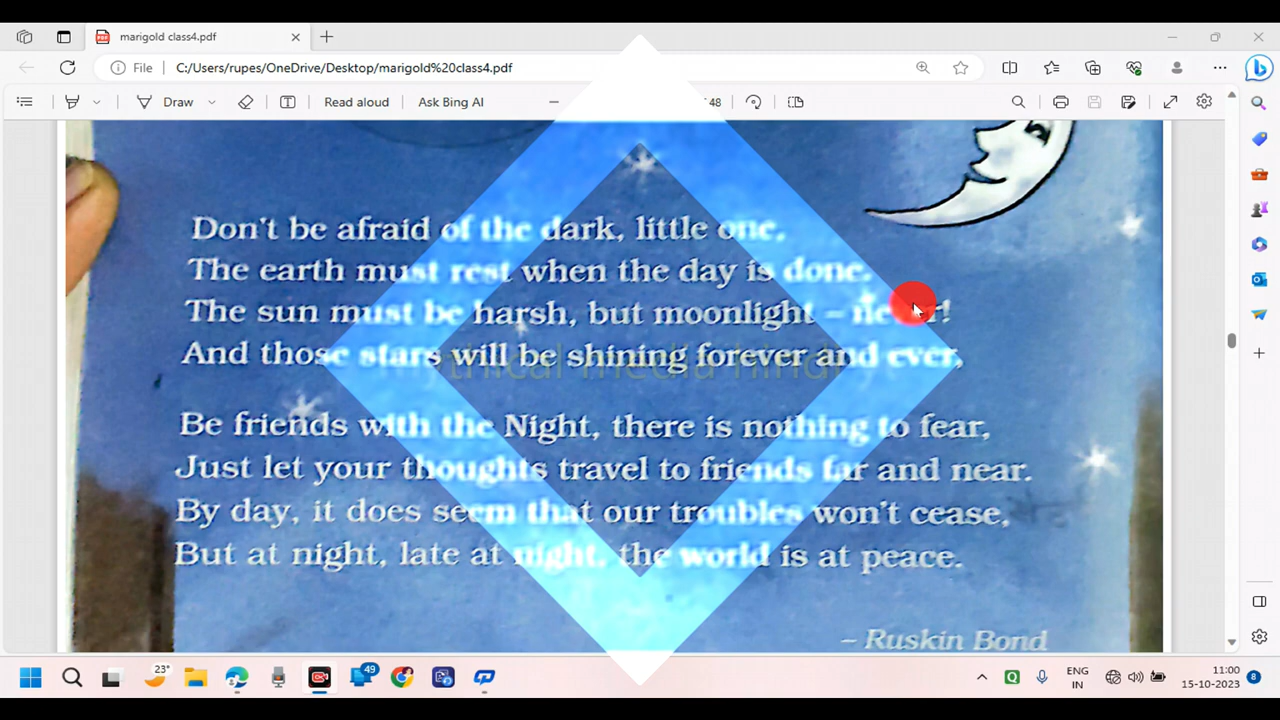 marigold class4.pdf
File
C:/Users/rupes/OneDrive/Desktop/marigold%20class4.pdf
Draw
Read aloud
Ask Bing AI
48
Don't be afraid of the dark, little one.
The earth must rest when the day is done.
The sun must be harsh, but moonlight – never!
And those stars will be shining forever and ever,
Be friends with the Night, there is nothing to fear,
Just let your thoughts travel to friends far and near.
By day, it does seem that our troubles won't cease,
But at night, late at night, the world is at peace.
– Ruskin Bond
23°
49
ENG
IN
11:00
15-10-2023
8